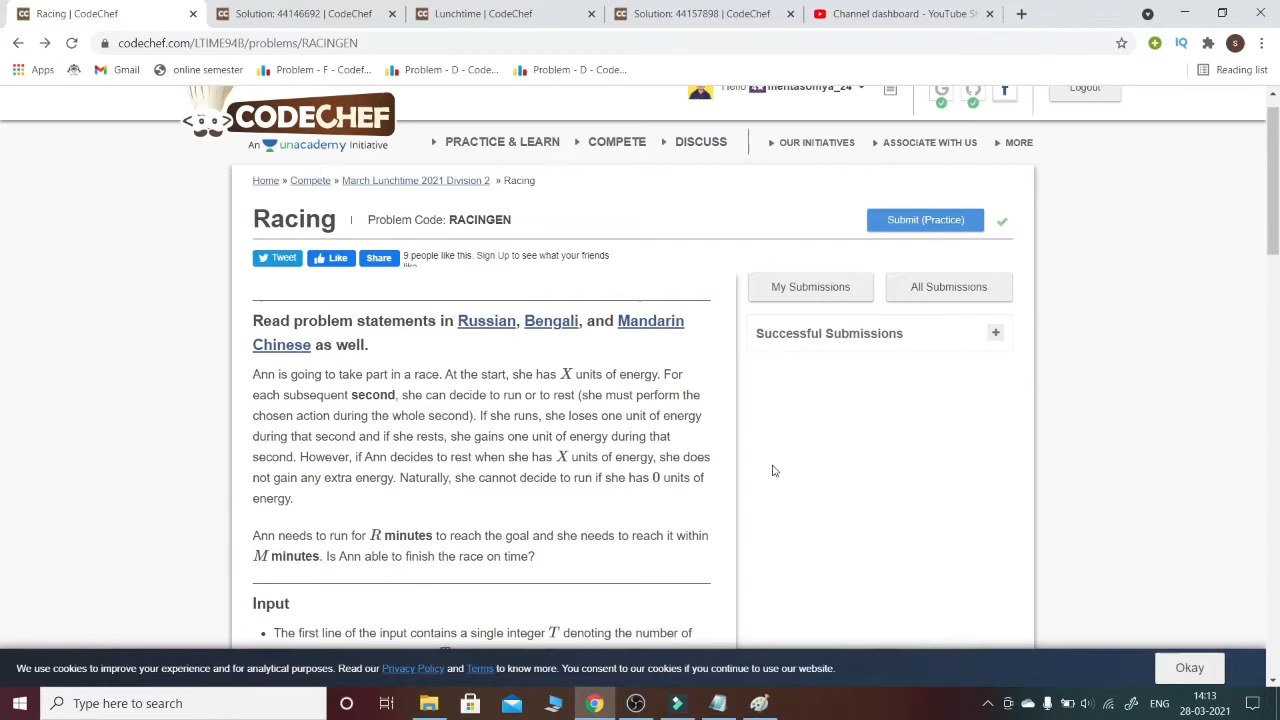 Racing | CodeChef
Solution: 44146692 | CodeChef
Lunchtime | CodeChef
Solution: 44157898 | CodeChef
Channel dashboard - YouTube St
codechef.com/LTIME94B/problems/RACINGEN
IQ
s
Apps
Gmail
online semester
Problem - F - Codef...
Problem - D - Code...
Problem - D - Code...
Reading list
Hello mehtasomya_24
Logout
CODECHEF
An unacademy Initiative
PRACTICE & LEARN
COMPETE
DISCUSS
OUR INITIATIVES
ASSOCIATE WITH US
MORE
Home » Compete » March Lunchtime 2021 Division 2 » Racing
Racing | Problem Code: RACINGEN
Submit (Practice)
Tweet
Like
Share
9 people like this. Sign Up to see what your friends
like.
My Submissions
All Submissions
Successful Submissions
+
Read problem statements in Russian, Bengali, and Mandarin
Chinese as well.
Ann is going to take part in a race. At the start, she has X units of energy. For
each subsequent second, she can decide to run or to rest (she must perform the
chosen action during the whole second). If she runs, she loses one unit of energy
during that second and if she rests, she gains one unit of energy during that
second. However, if Ann decides to rest when she has X units of energy, she does
not gain any extra energy. Naturally, she cannot decide to run if she has 0 units of
energy.
Ann needs to run for R minutes to reach the goal and she needs to reach it within
M minutes. Is Ann able to finish the race on time?
Input
• The first line of the input contains a single integer T denoting the number of
We use cookies to improve your experience and for analytical purposes. Read our Privacy Policy and Terms to know more. You consent to our cookies if you continue to use our website.
Okay
Type here to search
ENG
14:13
28-03-2021